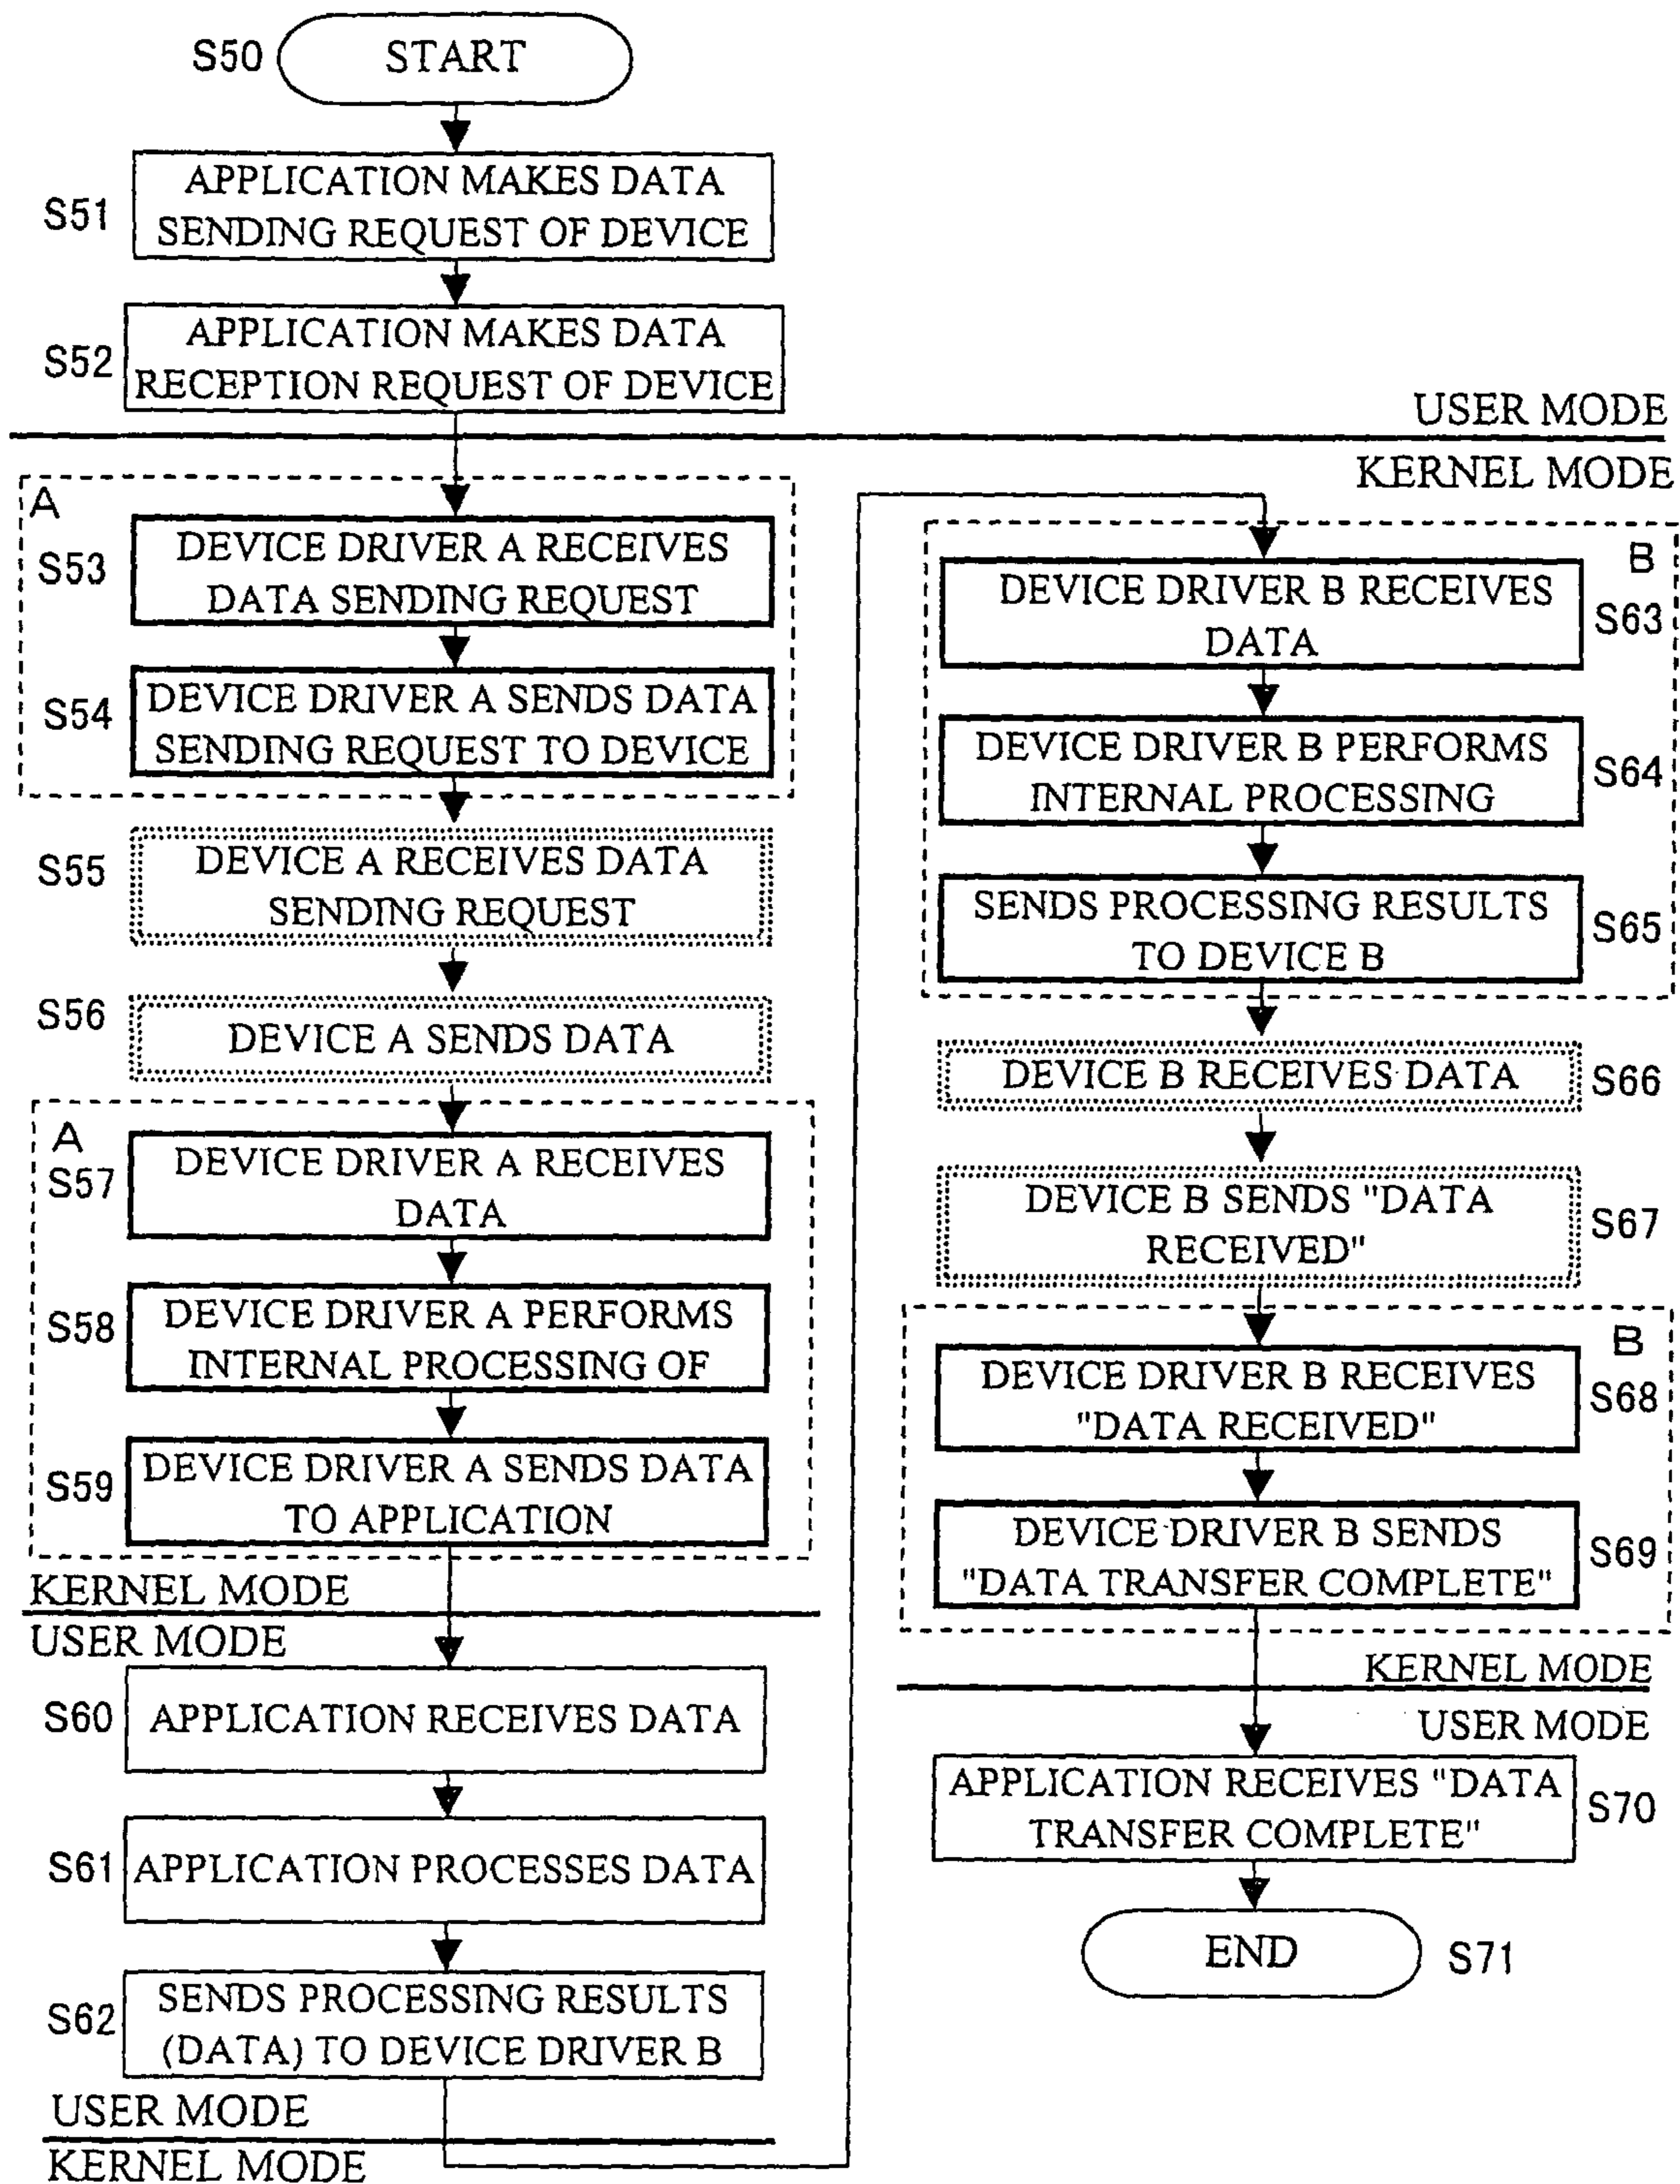 S50
START
S51
APPLICATION MAKES DATA
SENDING REQUEST OF DEVICE
S52
APPLICATION MAKES DATA
RECEPTION REQUEST OF DEVICE
USER MODE
KERNEL MODE
A
S53
DEVICE DRIVER A RECEIVES
DATA SENDING REQUEST
S54
DEVICE DRIVER A SENDS DATA
SENDING REQUEST TO DEVICE
S55
DEVICE A RECEIVES DATA
SENDING REQUEST
S56
DEVICE A SENDS DATA
A
S57
DEVICE DRIVER A RECEIVES
DATA
S58
DEVICE DRIVER A PERFORMS
INTERNAL PROCESSING OF
S59
DEVICE DRIVER A SENDS DATA
TO APPLICATION
KERNEL MODE
USER MODE
S60
APPLICATION RECEIVES DATA
S61
APPLICATION PROCESSES DATA
S62
SENDS PROCESSING RESULTS
(DATA) TO DEVICE DRIVER B
USER MODE
KERNEL MODE
B
DEVICE DRIVER B RECEIVES
DATA
S63
DEVICE DRIVER B PERFORMS
INTERNAL PROCESSING
S64
SENDS PROCESSING RESULTS
TO DEVICE B
S65
DEVICE B RECEIVES DATA
S66
DEVICE B SENDS "DATA
RECEIVED"
S67
B
DEVICE DRIVER B RECEIVES
"DATA RECEIVED"
S68
DEVICE DRIVER B SENDS
"DATA TRANSFER COMPLETE"
S69
KERNEL MODE
USER MODE
APPLICATION RECEIVES "DATA
TRANSFER COMPLETE"
S70
END
S71